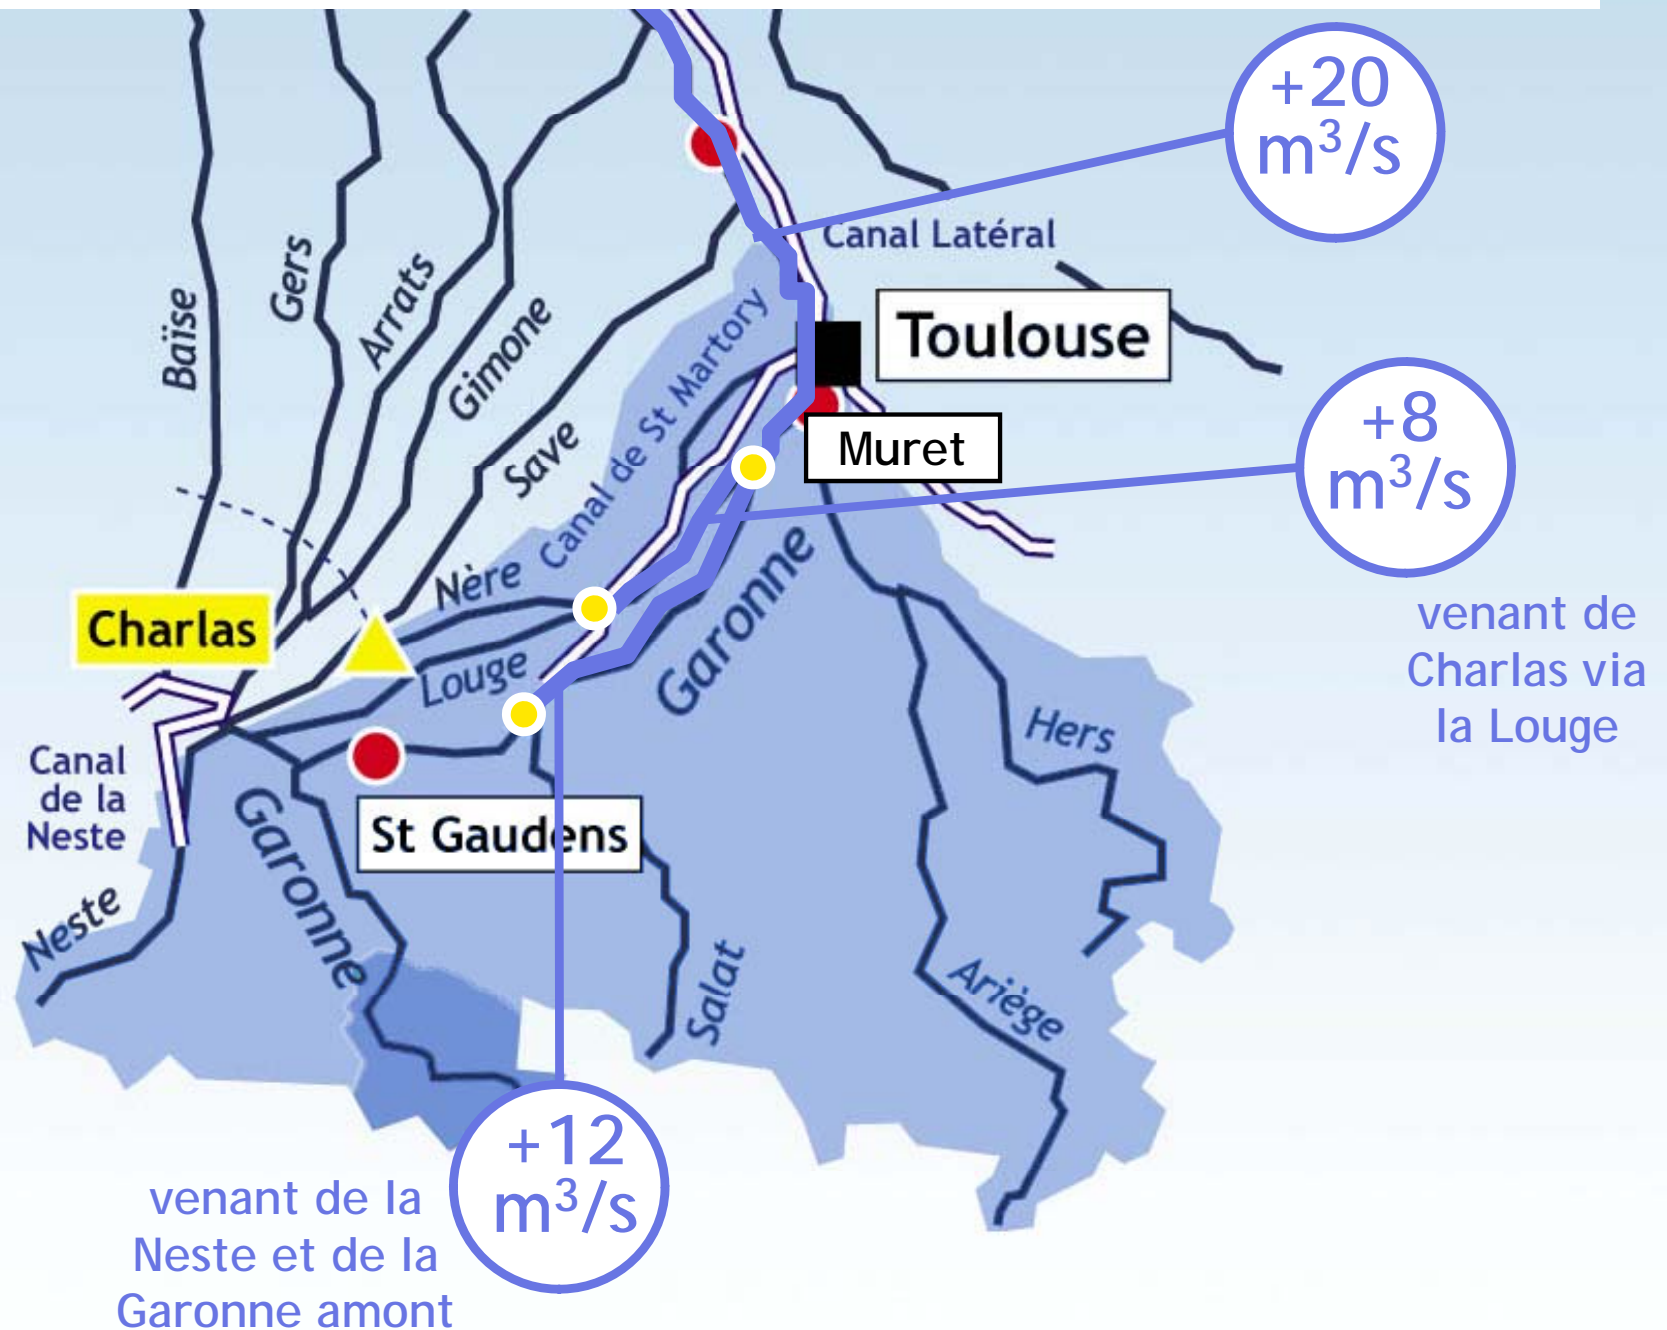 +20
m³/s
Canal Latéral
Baïse
Gers
Arrats
Gimone
Save
Canal de St Martory
Toulouse
Muret
+8
m³/s
venant de
Charlas via
la Louge
Nère
Charlas
Louge
Garonne
Hers
Canal
de la
Neste
St Gaudens
Garonne
Neste
Salat
Ariège
+12
m³/s
venant de la
Neste et de la
Garonne amont